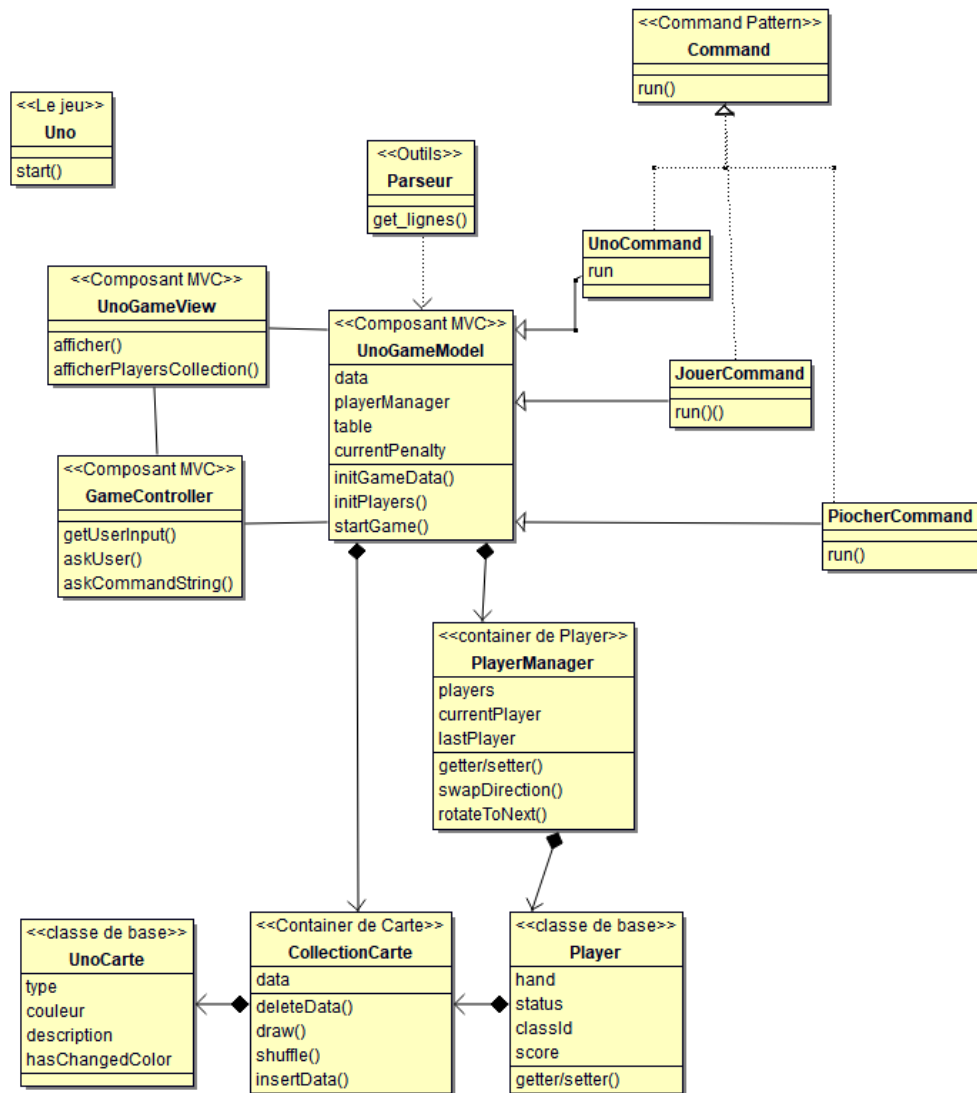 <<Command Pattern>>
Command
run()
<<Le jeu>>
Uno
start()
<<Outils>>
Parseur
get_lignes()
UnoCommand
run
<<Composant MVC>>
UnoGameView
afficher()
afficherPlayersCollection()
<<Composant MVC>>
UnoGameModel
data
playerManager
table
currentPenalty
initGameData()
initPlayers()
startGame()
JouerCommand
run()()
<<Composant MVC>>
GameController
getUserInput()
askUser()
askCommandString()
PiocherCommand
run()
<<container de Player>>
PlayerManager
players
currentPlayer
lastPlayer
getter/setter()
swapDirection()
rotateToNext()
<<classe de base>>
UnoCarte
type
couleur
description
hasChangedColor
<<Container de Carte>>
CollectionCarte
data
deleteData()
draw()
shuffle()
insertData()
<<classe de base>>
Player
hand
status
classId
score
getter/setter()